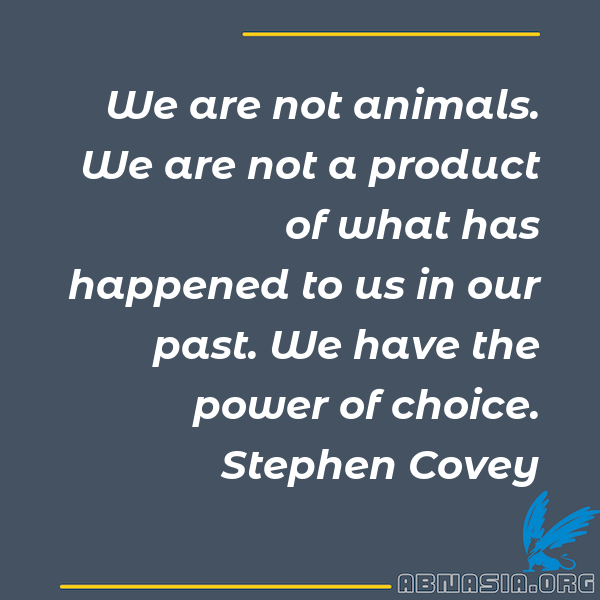 We are not animals.
We are not a product
of what has
happened to us in our
past. We have the
power of choice.
Stephen Covey
ABNASIA.ORG